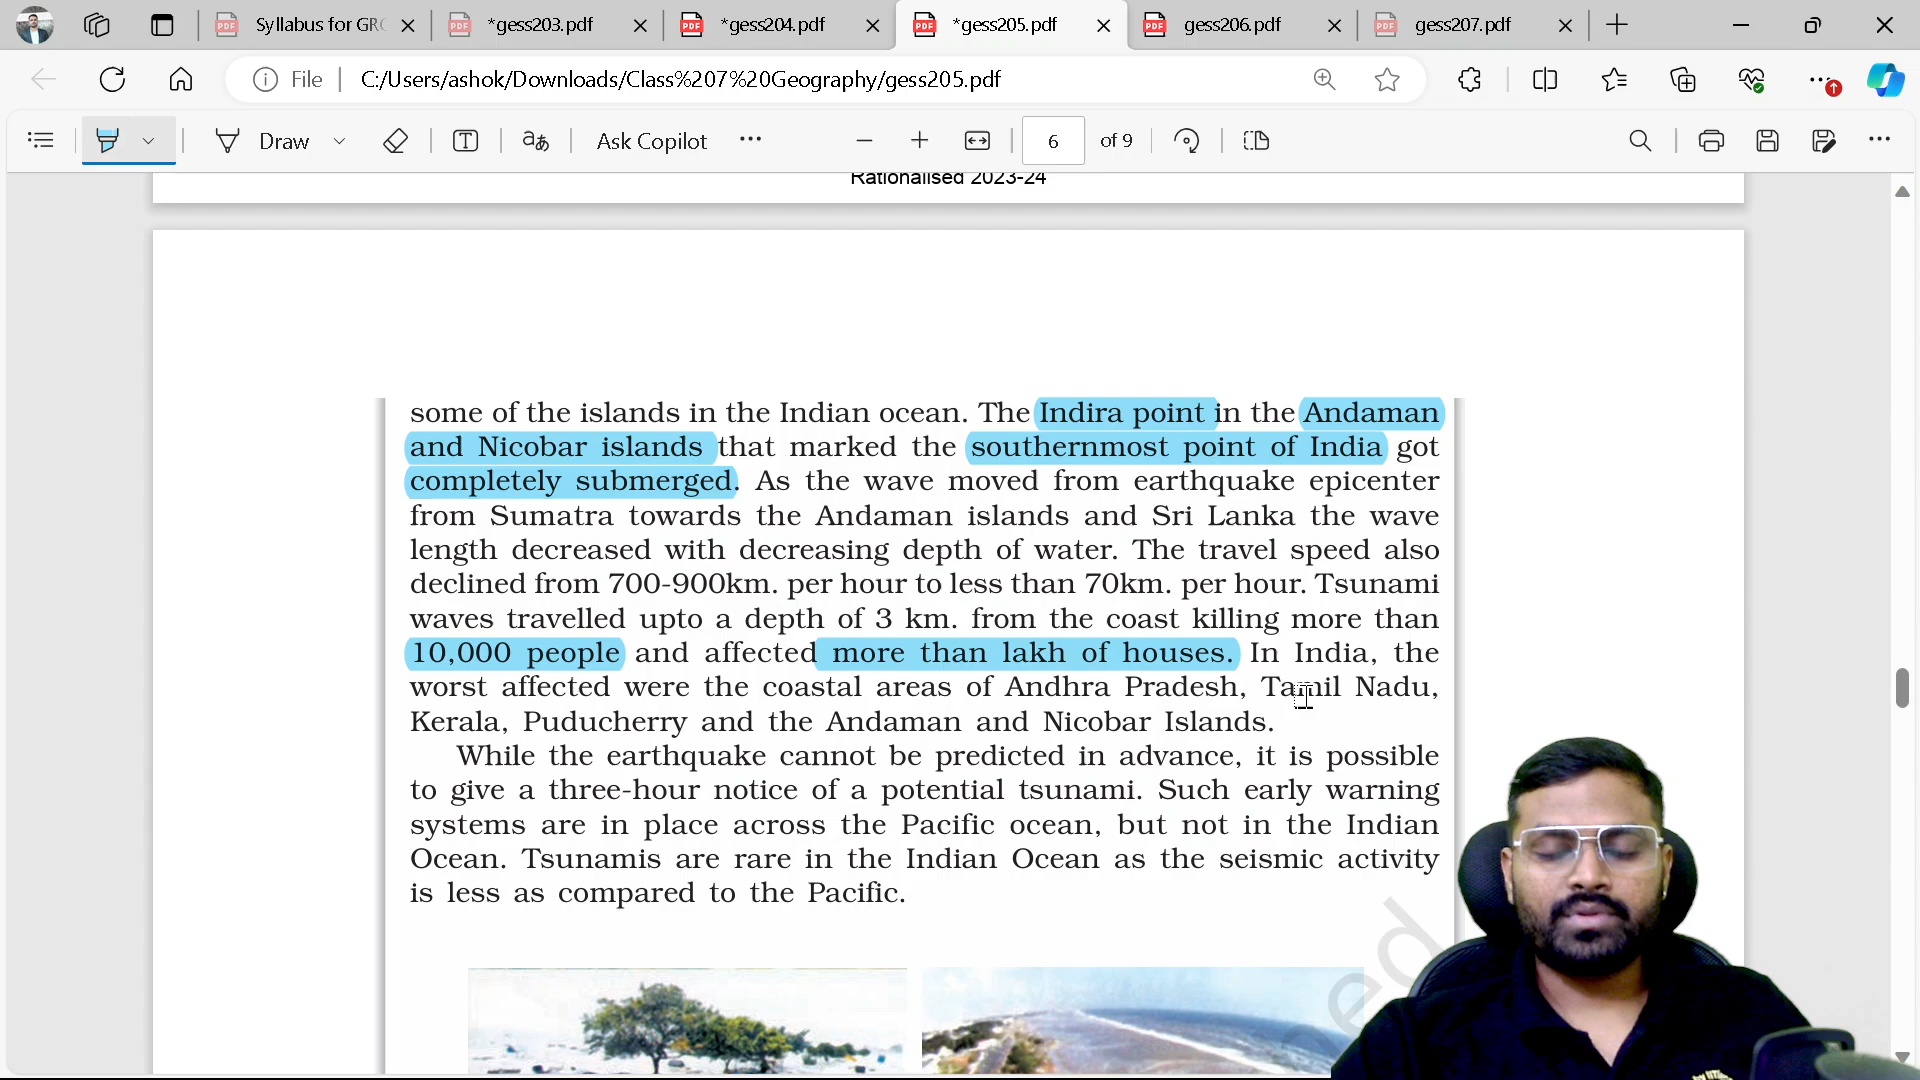 Syllabus for GRC
*gess203.pdf
*gess204.pdf
*gess205.pdf
gess206.pdf
gess207.pdf
File
C:/Users/ashok/Downloads/Class%207%20Geography/gess205.pdf
Draw
aあ
Ask Copilot
6 of 9
Rationalised 2023-24
some of the islands in the Indian ocean. The Indira point in the Andaman
and Nicobar islands that marked the southernmost point of India got
completely submerged. As the wave moved from earthquake epicenter
from Sumatra towards the Andaman islands and Sri Lanka the wave
length decreased with decreasing depth of water. The travel speed also
declined from 700-900km. per hour to less than 70km. per hour. Tsunami
waves travelled upto a depth of 3 km. from the coast killing more than
10,000 people and affected more than lakh of houses. In India, the
worst affected were the coastal areas of Andhra Pradesh, Tamil Nadu,
Kerala, Puducherry and the Andaman and Nicobar Islands.
While the earthquake cannot be predicted in advance, it is possible
to give a three-hour notice of a potential tsunami. Such early warning
systems are in place across the Pacific ocean, but not in the Indian
Ocean. Tsunamis are rare in the Indian Ocean as the seismic activity
is less as compared to the Pacific.